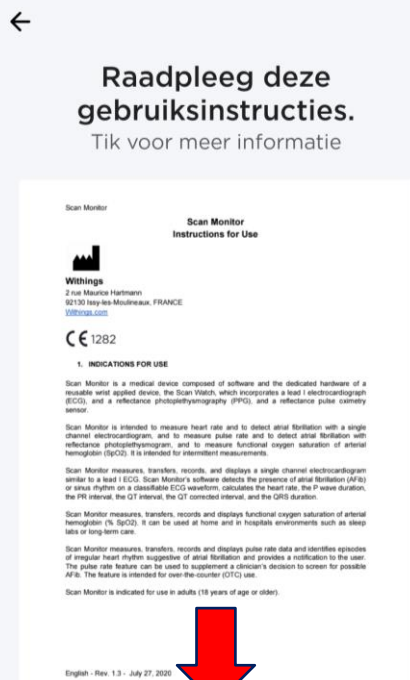 Raadpleeg deze
gebruiksinstructies.
Tik voor meer informatie
Scan Monitor
Scan Monitor
Instructions for Use
Withings
2 rue Maurice Hartmann
92130 Issy-les-Moulineaux, FRANCE
Withings.com
CE 1282
1. INDICATIONS FOR USE
Scan Monitor is a medical device composed of software and the dedicated hardware of a
reusable wrist applied device, the Scan Watch, which incorporates a lead I electrocardiograph
(ECG), and a reflectance photoplethysmography (PPG), and a reflectance pulse oximetry
sensor.
Scan Monitor is intended to measure heart rate and to detect atrial fibrillation with a single
channel electrocardiogram, and to measure pulse rate and to detect atrial fibrillation with
reflectance photoplethysmogram, and to measure functional oxygen saturation of arterial
hemoglobin (SpO2). It is intended for intermittent measurements.
Scan Monitor measures, transfers, records, and displays a single channel electrocardiogram
similar to a lead I ECG. Scan Monitor's software detects the presence of atrial fibrillation (AFib)
or sinus rhythm on a classifiable ECG waveform, calculates the heart rate, the P wave duration,
the PR interval, the QT interval, the QT corrected interval, and the QRS duration.
Scan Monitor measures, transfers, records and displays functional oxygen saturation of arterial
hemoglobin (% SpO2). It can be used at home and in hospitals environments such as sleep
labs or long-term care.
Scan Monitor measures, transfers, records and displays pulse rate data and identifies episodes
of irregular heart rhythm suggestive of atrial fibrillation and provides a notification to the user.
The pulse rate feature can be used to supplement a clinician's decision to screen for possible
AFib. The feature is intended for over-the-counter (OTC) use.
Scan Monitor is indicated for use in adults (18 years of age or older).
English - Rev. 1.3 - July 27, 2020